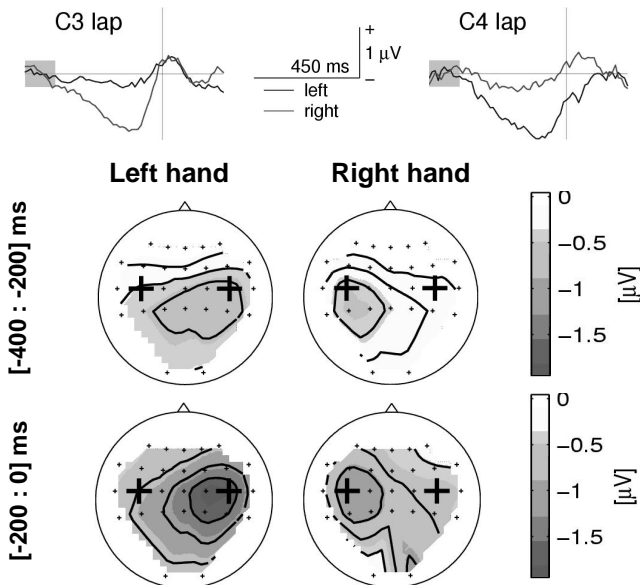 C3 lap
+
1 μV
450 ms
−
left
right
C4 lap
Left hand
Right hand
[-400 : -200] ms
0
−0.5
−1
−1.5
[μV]
[-200 : 0] ms
0
−0.5
−1
−1.5
[μV]